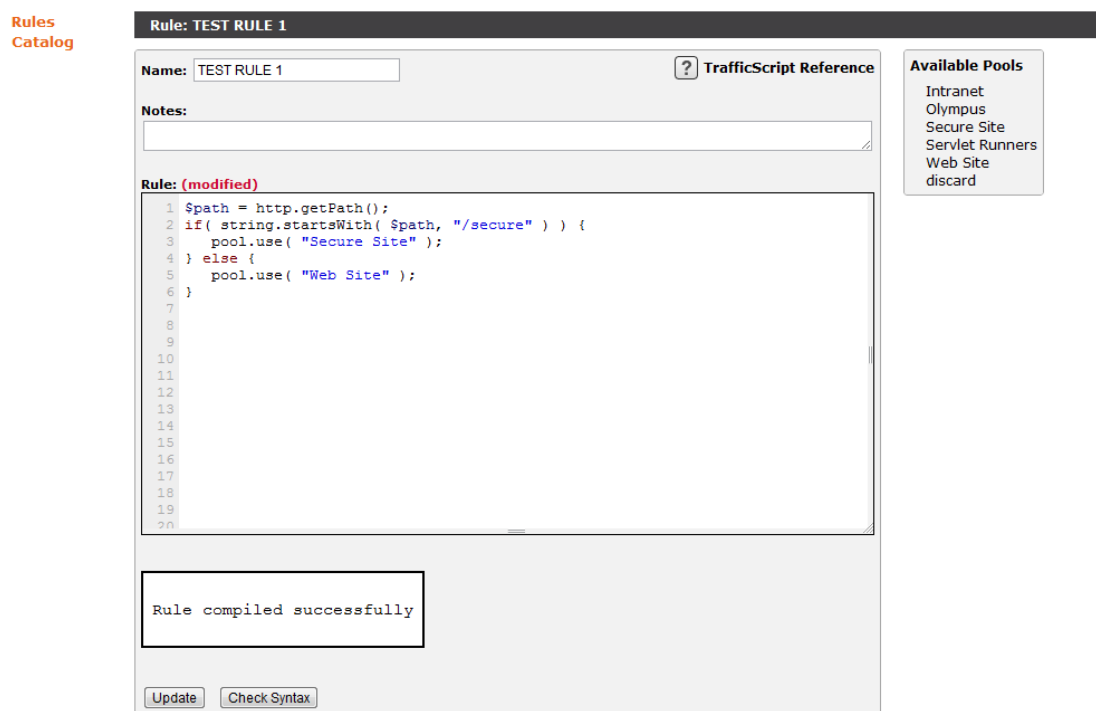 Rules
Catalog
Rule: TEST RULE 1
Name: TEST RULE 1
? TrafficScript Reference
Notes:
Rule: (modified)
1 $path = http.getPath();
2 if( string.startsWith( $path, "/secure" ) ) {
3    pool.use( "Secure Site" );
4 } else {
5    pool.use( "Web Site" );
6 }
7
8
9
10
11
12
13
14
15
16
17
18
19
20
Rule compiled successfully
Update
Check Syntax
Available Pools
Intranet
Olympus
Secure Site
Servlet Runners
Web Site
discard